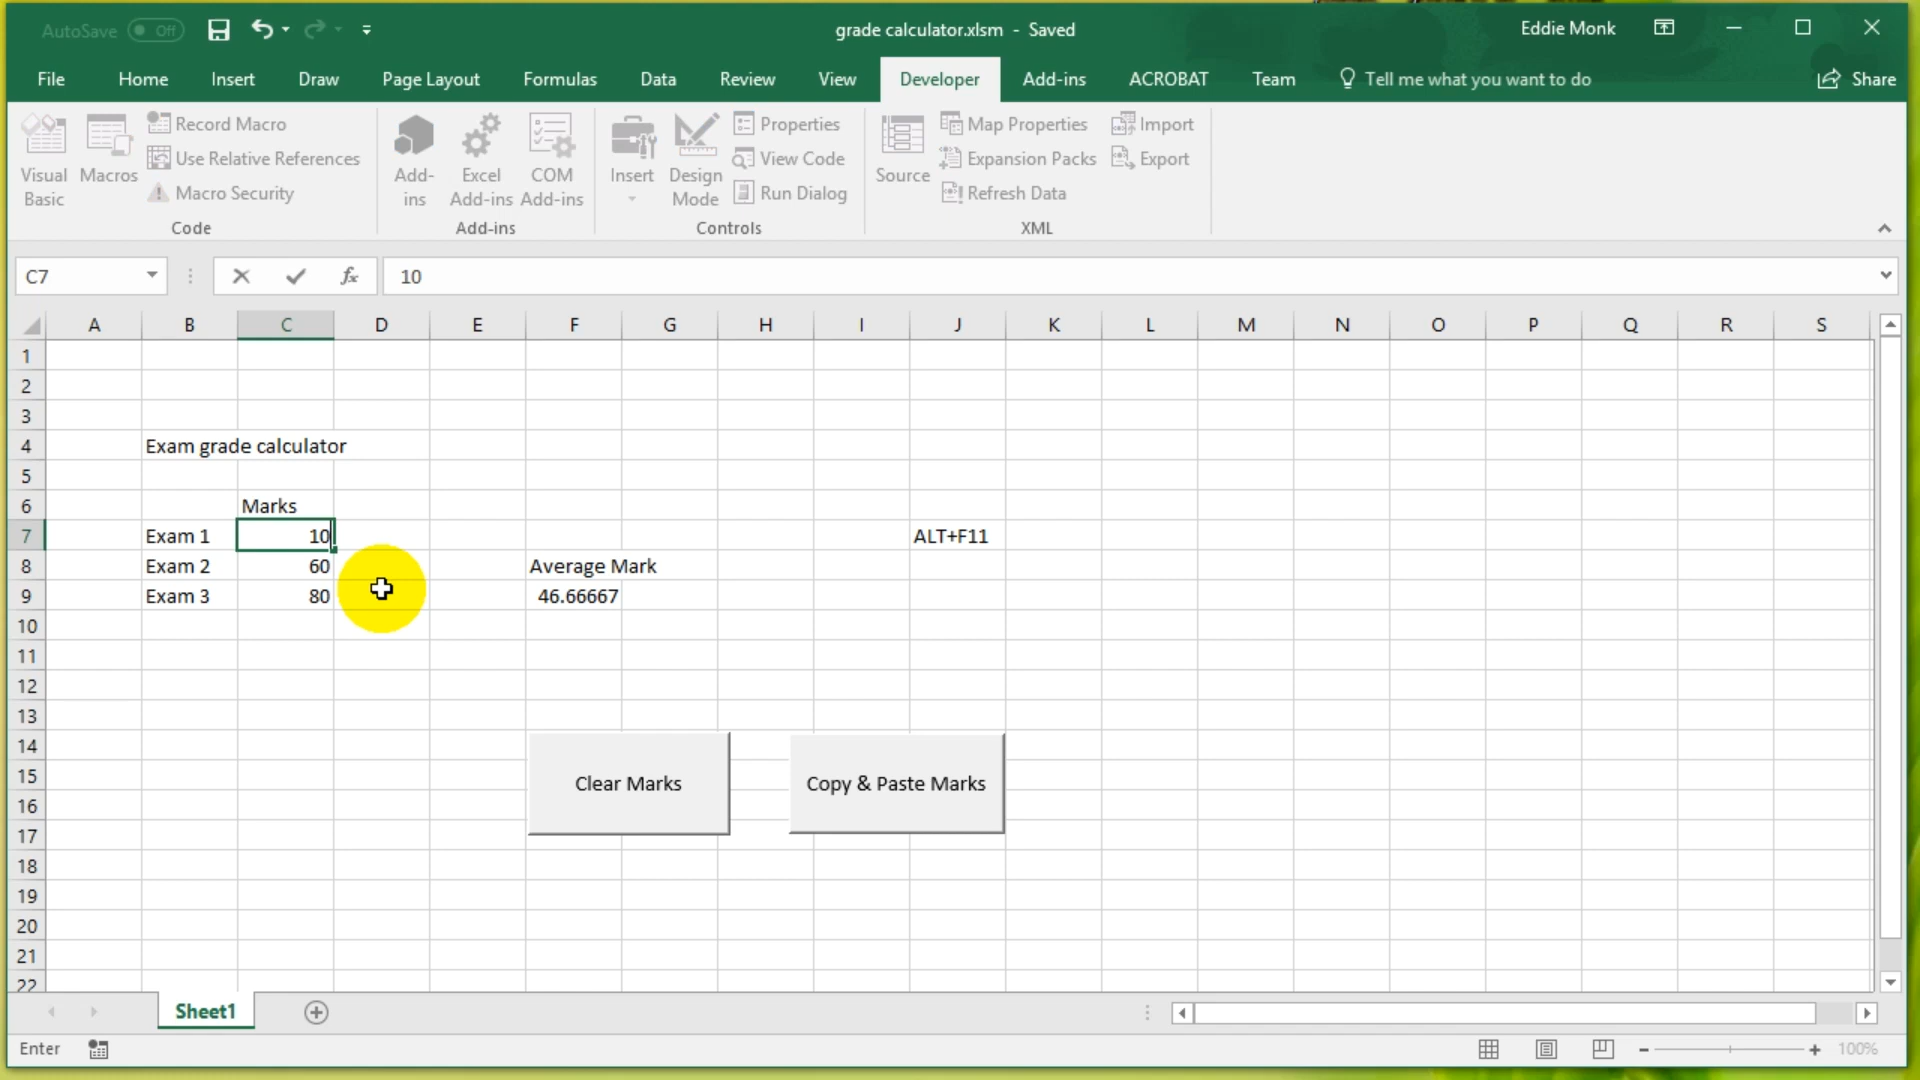 AutoSave Off
grade calculator.xlsm - Saved
Eddie Monk
File Home Insert Draw Page Layout Formulas Data Review View Developer Add-ins ACROBAT Team Tell me what you want to do Share
Visual Basic
Macros
Record Macro
Use Relative References
Macro Security
Code
Add-ins
Excel Add-ins
COM Add-ins
Add-ins
Insert
Design Mode
Properties
View Code
Run Dialog
Controls
Source
Map Properties
Expansion Packs
Refresh Data
Import
Export
XML
C7 fx 10
A B C D E F G H I J K L M N O P Q R S
1
2
3
4 Exam grade calculator
5
6 Marks
7 Exam 1 10 ALT+F11
8 Exam 2 60 Average Mark
9 Exam 3 80 46.66667
10
11
12
13
14
15 Clear Marks Copy & Paste Marks
16
17
18
19
20
21
22
Sheet1
Enter 100%